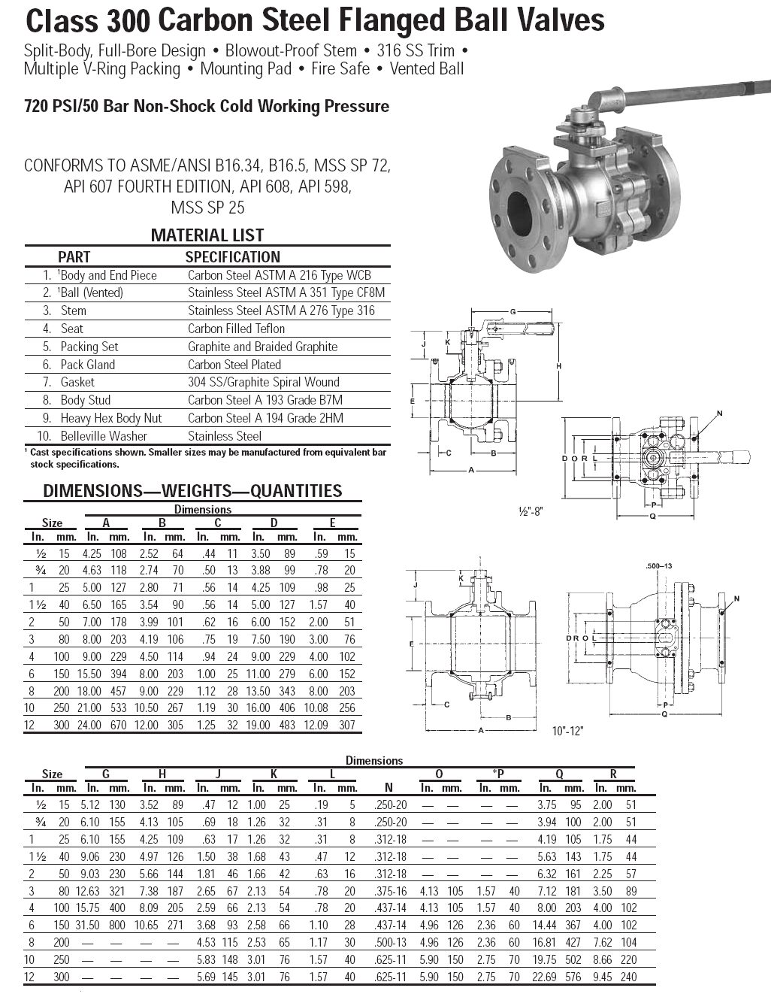 Class 300 Carbon Steel Flanged Ball Valves
Split-Body, Full-Bore Design • Blowout-Proof Stem • 316 SS Trim •
Multiple V-Ring Packing • Mounting Pad • Fire Safe • Vented Ball
720 PSI/50 Bar Non-Shock Cold Working Pressure
CONFORMS TO ASME/ANSI B16.34, B16.5, MSS SP 72,
API 607 FOURTH EDITION, API 608, API 598,
MSS SP 25
MATERIAL LIST
PART SPECIFICATION
1. ¹Body and End Piece Carbon Steel ASTM A 216 Type WCB
2. ¹Ball (Vented) Stainless Steel ASTM A 351 Type CF8M
3. Stem Stainless Steel ASTM A 276 Type 316
4. Seat Carbon Filled Teflon
5. Packing Set Graphite and Braided Graphite
6. Pack Gland Carbon Steel Plated
7. Gasket 304 SS/Graphite Spiral Wound
8. Body Stud Carbon Steel A 193 Grade B7M
9. Heavy Hex Body Nut Carbon Steel A 194 Grade 2HM
10. Belleville Washer Stainless Steel
¹ Cast specifications shown. Smaller sizes may be manufactured from equivalent bar
stock specifications.
G
J K
H
E
C B
A
N
D O R L
P
Q
½"-8"
DIMENSIONS—WEIGHTS—QUANTITIES
Dimensions
Size A B C D E
In. mm. In. mm. In. mm. In. mm. In. mm. In. mm.
½ 15 4.25 108 2.52 64 .44 11 3.50 89 .59 15
¾ 20 4.63 118 2.74 70 .50 13 3.88 99 .78 20
1 25 5.00 127 2.80 71 .56 14 4.25 109 .98 25
1½ 40 6.50 165 3.54 90 .56 14 5.00 127 1.57 40
2 50 7.00 178 3.99 101 .62 16 6.00 152 2.00 51
3 80 8.00 203 4.19 106 .75 19 7.50 190 3.00 76
4 100 9.00 229 4.50 114 .94 24 9.00 229 4.00 102
6 150 15.50 394 8.00 203 1.00 25 11.00 279 6.00 152
8 200 18.00 457 9.00 229 1.12 28 13.50 343 8.00 203
10 250 21.00 533 10.50 267 1.19 30 16.00 406 10.08 256
12 300 24.00 670 12.00 305 1.25 32 19.00 483 12.09 307
J K
E
C
B
A
.500–13
N
D R O L
P
Q
10"-12"
Dimensions
Size G H J K L O *P Q R
In. mm. In. mm. In. mm. In. mm. In. mm. In. mm. N In. mm. In. mm. In. mm. In. mm.
½ 15 5.12 130 3.52 89 .47 12 1.00 25 .19 5 .250-20 — — — — 3.75 95 2.00 51
¾ 20 6.10 155 4.13 105 .69 18 1.26 32 .31 8 .250-20 — — — — 3.94 100 2.00 51
1 25 6.10 155 4.25 109 .63 17 1.26 32 .31 8 .312-18 — — — — 4.19 105 1.75 44
1½ 40 9.06 230 4.97 126 1.50 38 1.68 43 .47 12 .312-18 — — — — 5.63 143 1.75 44
2 50 9.03 230 5.66 144 1.81 46 1.66 42 .63 16 .312-18 — — — — 6.32 161 2.25 57
3 80 12.63 321 7.38 187 2.65 67 2.13 54 .78 20 .375-16 4.13 105 1.57 40 7.12 181 3.50 89
4 100 15.75 400 8.09 205 2.59 66 2.13 54 .78 20 .437-14 4.13 105 1.57 40 8.00 203 4.00 102
6 150 31.50 800 10.65 271 3.68 93 2.58 66 1.10 28 .437-14 4.96 126 2.36 60 14.44 367 4.00 102
8 200 — — — — 4.53 115 2.53 65 1.17 30 .500-13 4.96 126 2.36 60 16.81 427 7.62 104
10 250 — — — — 5.83 148 3.01 76 1.57 40 .625-11 5.90 150 2.75 70 19.75 502 8.66 220
12 300 — — — — 5.69 145 3.01 76 1.57 40 .625-11 5.90 150 2.75 70 22.69 576 9.45 240